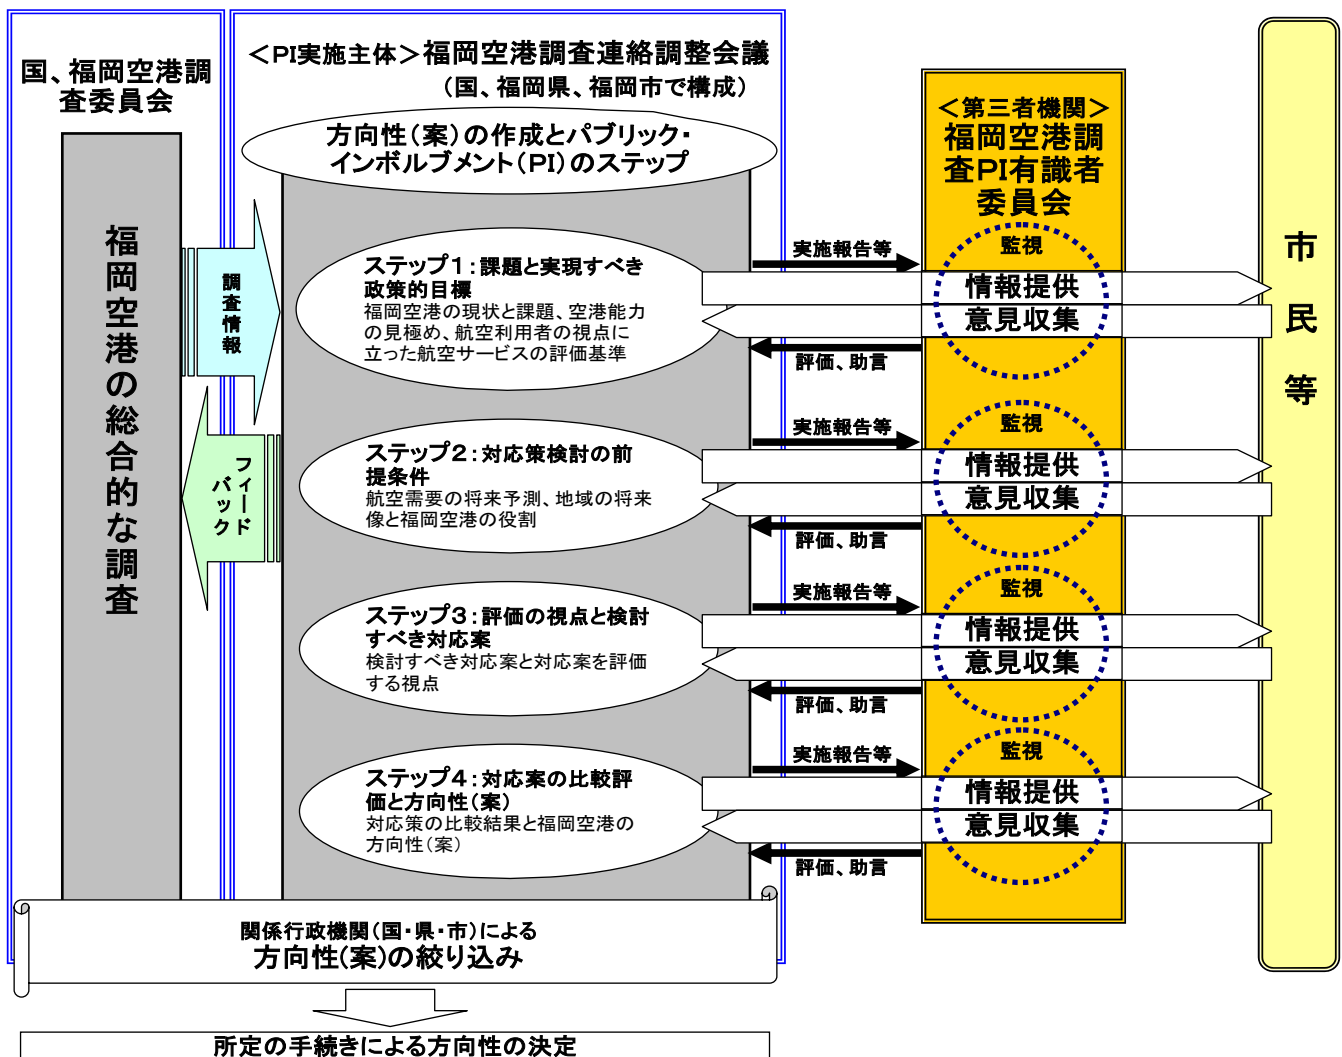 国、福岡空港調
査委員会
福岡空港の総合的な調査
<PI実施主体>福岡空港調査連絡調整会議
(国、福岡県、福岡市で構成)
方向性(案)の作成とパブリック・
インボルブメント(PI)のステップ
調査情報
フィード
バック
ステップ1:課題と実現すべき
政策的目標
福岡空港の現状と課題、空港能力
の見極め、航空利用者の視点に
立った航空サービスの評価基準
ステップ2:対応策検討の前
提条件
航空需要の将来予測、地域の将来
像と福岡空港の役割
ステップ3:評価の視点と検討
すべき対応案
検討すべき対応案と対応案を評価
する視点
ステップ4:対応案の比較評
価と方向性(案)
対応策の比較結果と福岡空港の
方向性(案)
<第三者機関>
福岡空港調
査PI有識者
委員会
実施報告等
監視
情報提供
意見収集
評価、助言
実施報告等
監視
情報提供
意見収集
評価、助言
実施報告等
監視
情報提供
意見収集
評価、助言
実施報告等
監視
情報提供
意見収集
評価、助言
市民等
関係行政機関(国・県・市)による
方向性(案)の絞り込み
所定の手続きによる方向性の決定